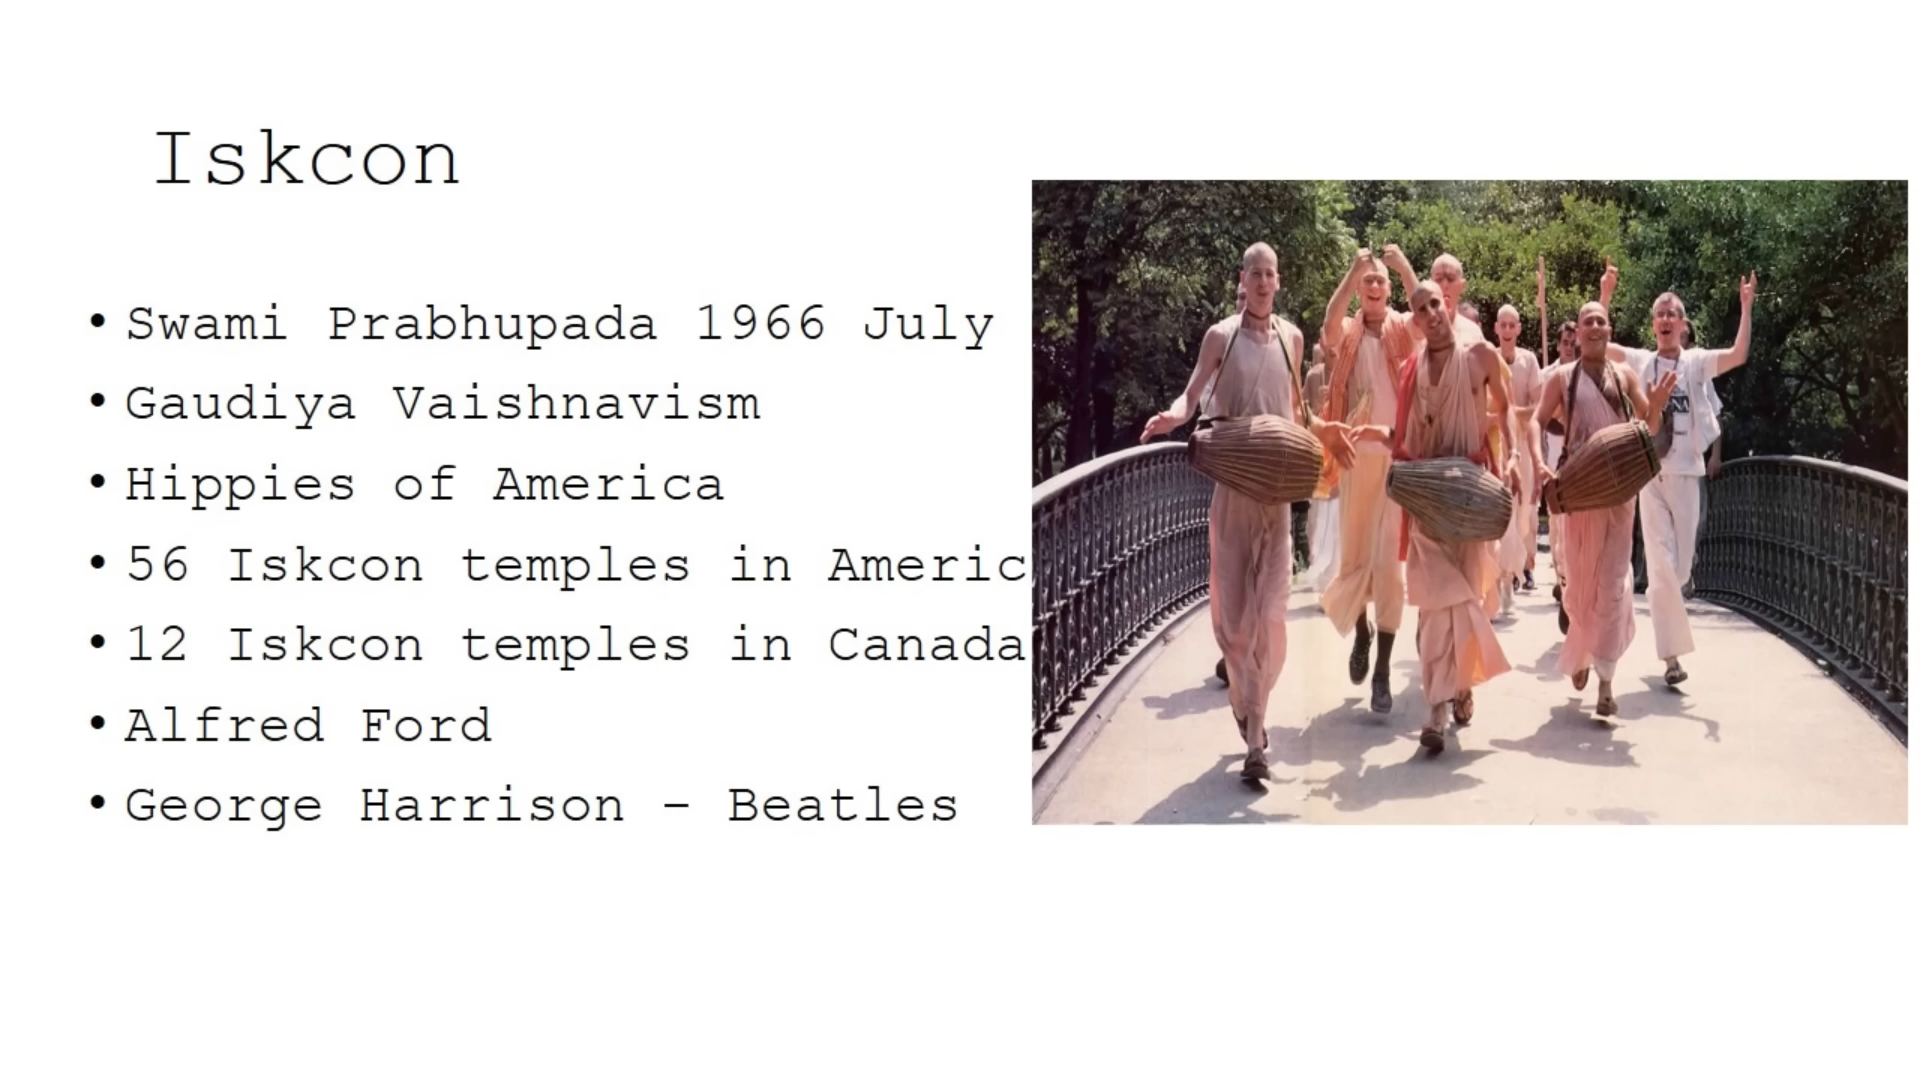 Iskcon
• Swami Prabhupada 1966 July
• Gaudiya Vaishnavism
• Hippies of America
• 56 Iskcon temples in Americ
• 12 Iskcon temples in Canada
• Alfred Ford
• George Harrison – Beatles